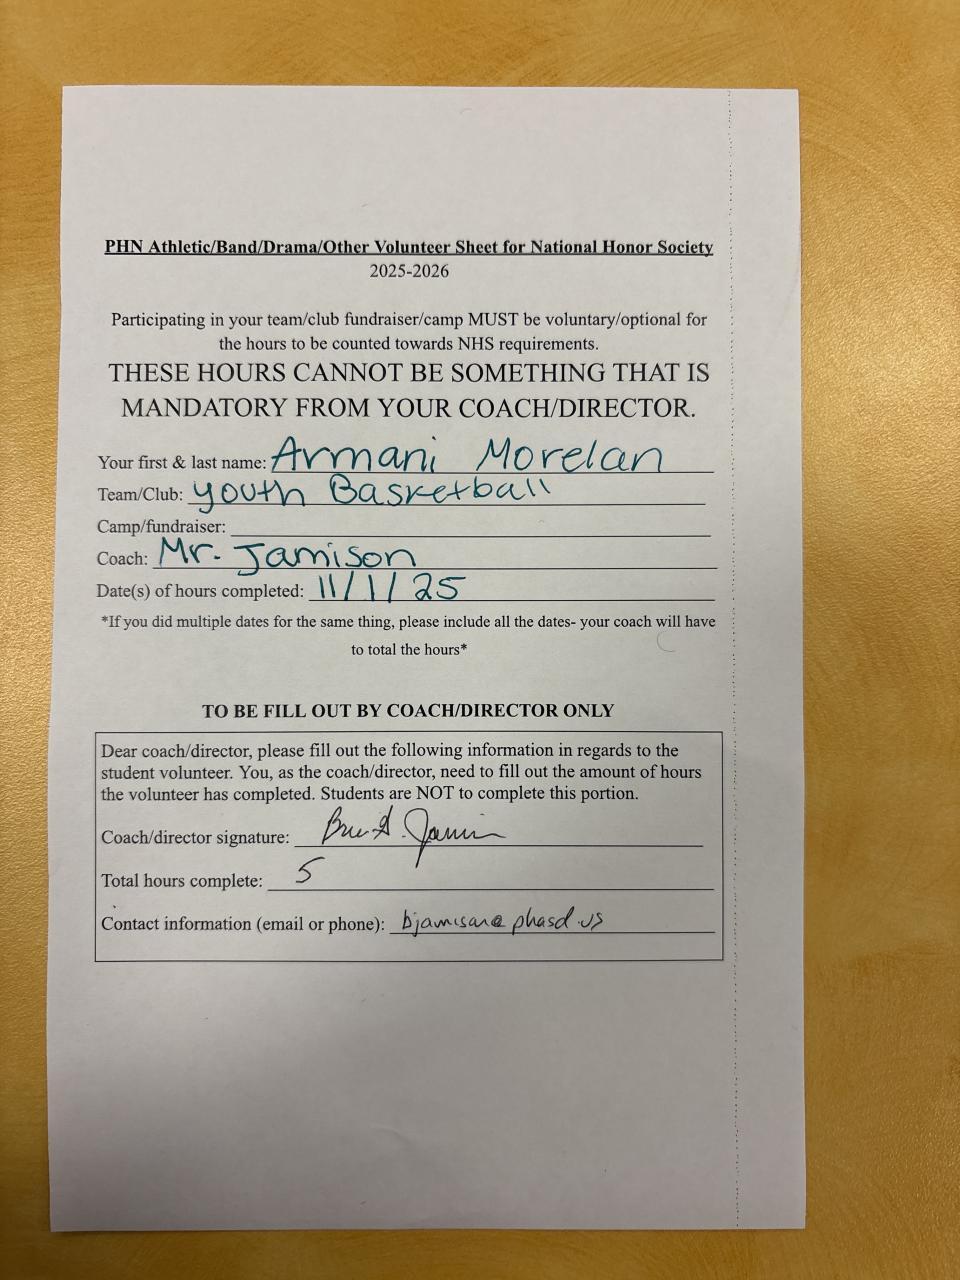 PHN Athletic/Band/Drama/Other Volunteer Sheet for National Honor Society
2025-2026
Participating in your team/club fundraiser/camp MUST be voluntary/optional for
the hours to be counted towards NHS requirements.
THESE HOURS CANNOT BE SOMETHING THAT IS
MANDATORY FROM YOUR COACH/DIRECTOR.
Your first & last name: Armani Morelan
Team/Club: Youth Basketball
Camp/fundraiser:
Coach: Mr. Jamison
Date(s) of hours completed: 11/1/25
*If you did multiple dates for the same thing, please include all the dates- your coach will have
to total the hours*
TO BE FILL OUT BY COACH/DIRECTOR ONLY
Dear coach/director, please fill out the following information in regards to the
student volunteer. You, as the coach/director, need to fill out the amount of hours
the volunteer has completed. Students are NOT to complete this portion.
Coach/director signature:
Total hours complete: 5
Contact information (email or phone):